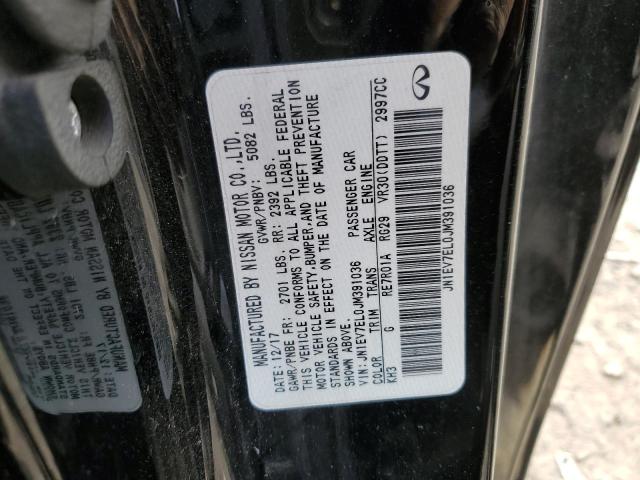 MANUFACTURED BY NISSAN MOTOR CO.,LTD.
DATE: 12/17 GVWR/PNBV: 5082 LBS.
GAWR/PNBE FR: 2701 LBS. RR: 2392 LBS.
THIS VEHICLE CONFORMS TO ALL APPLICABLE FEDERAL
MOTOR VEHICLE SAFETY,BUMPER,AND THEFT PREVENTION
STANDARDS IN EFFECT ON THE DATE OF MANUFACTURE
SHOWN ABOVE.
VIN: JN1EV7EL0JM391036 PASSENGER CAR
COLOR TRIM TRANS AXLE ENGINE
KH3 G RE7R01A RG29 VR30(DDTT) 2997CC
JN1EV7EL0JM391036